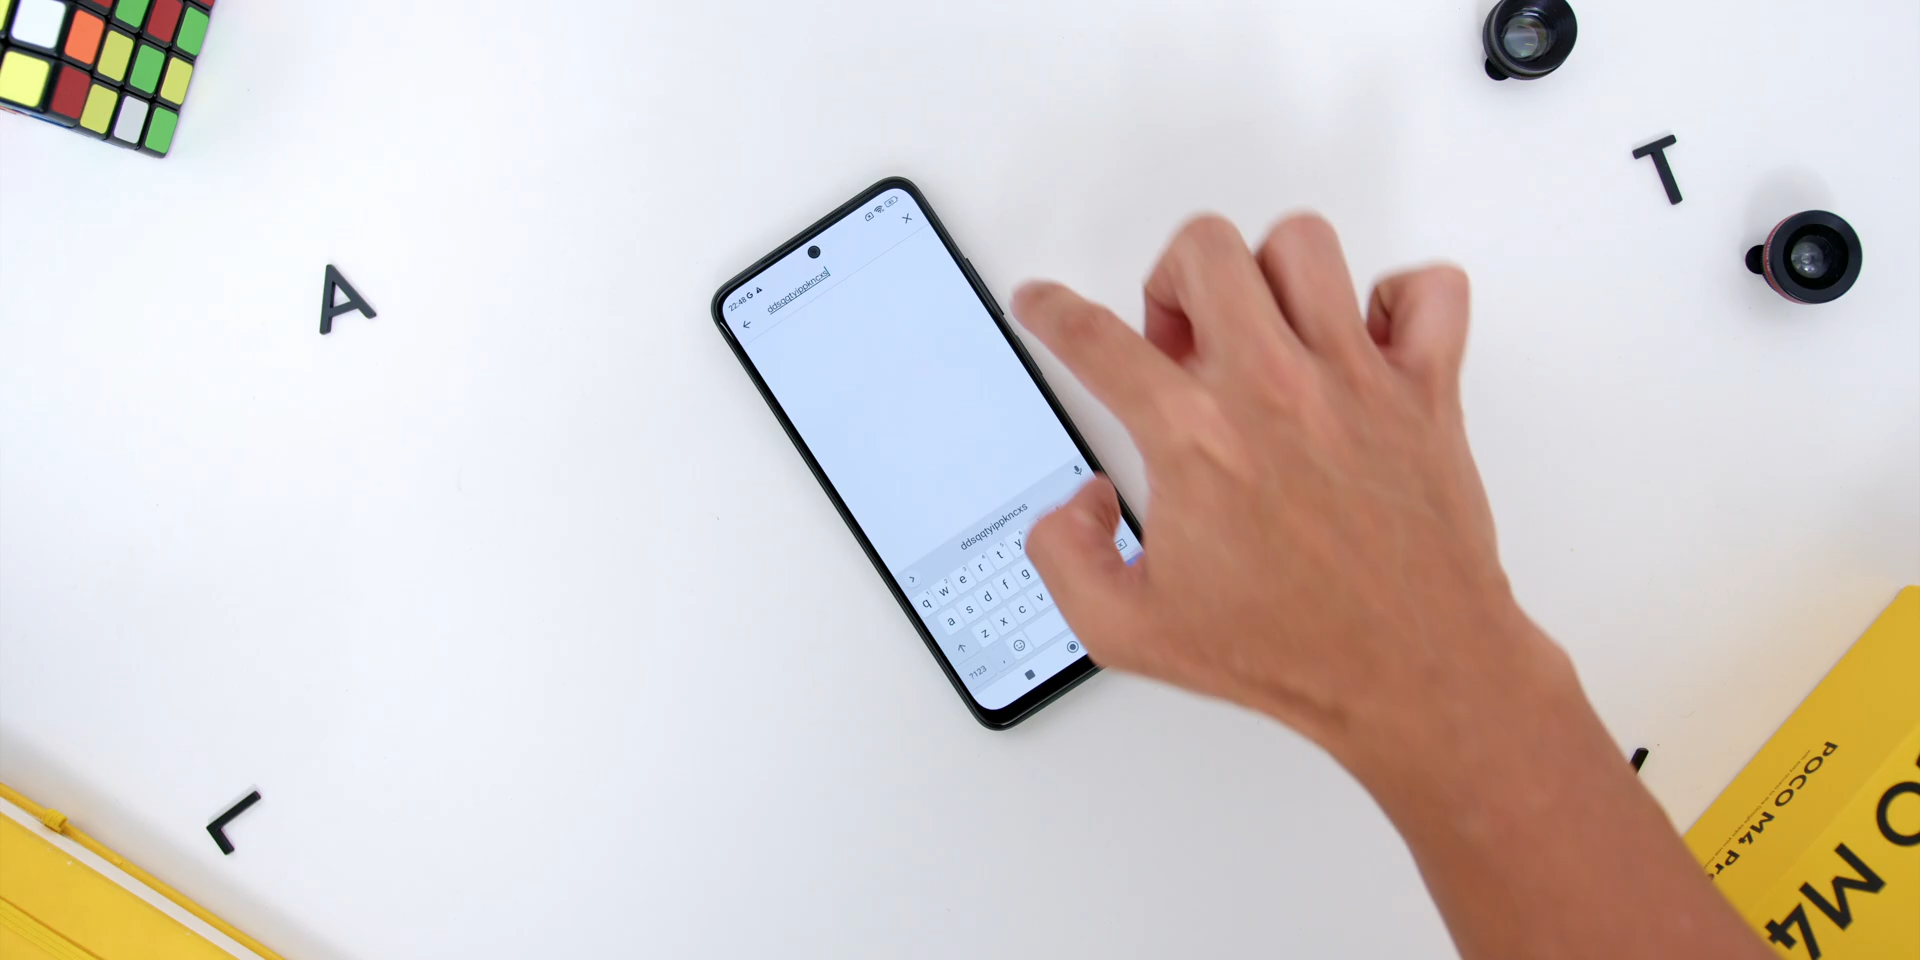 T
A
22:48 G
ddsqqtyippkncxs
ddsqqtyippkncxs
q w e r t y
a s d f g
z x c v
?123 ,
L
POCO M4 Pro
O M4